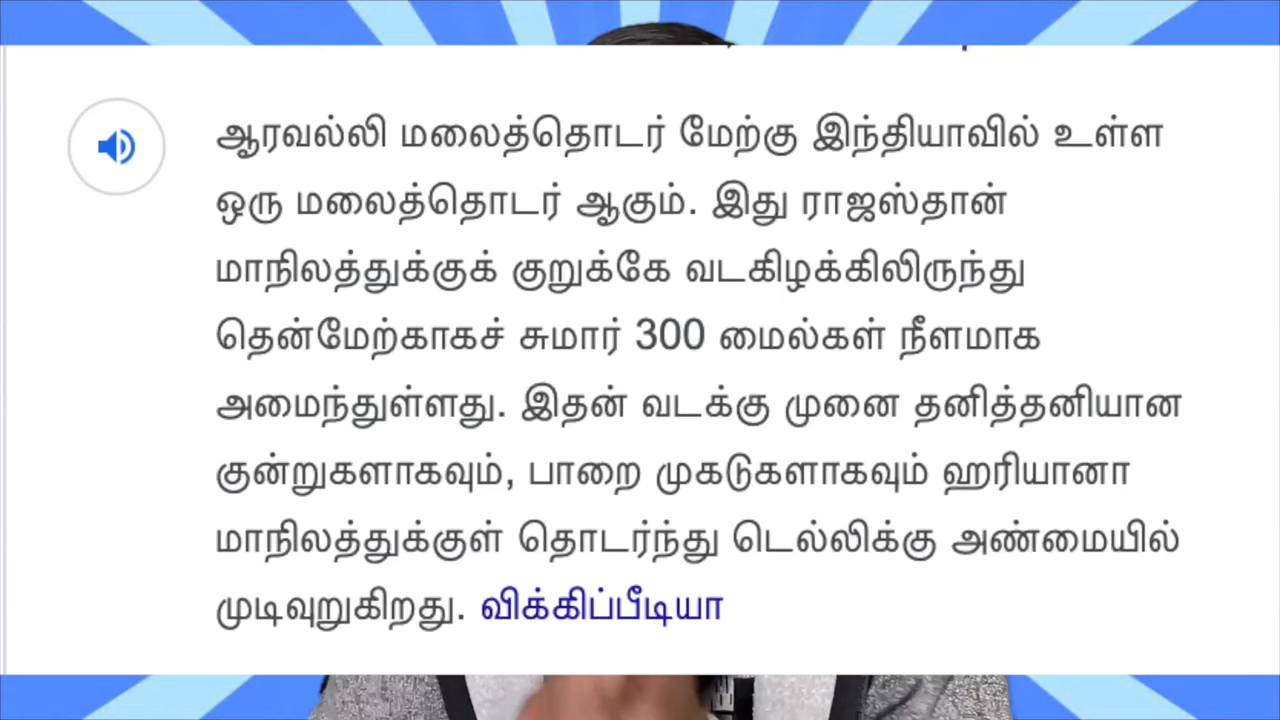 ஆரவல்லி மலைத்தொடர் மேற்கு இந்தியாவில் உள்ள
ஒரு மலைத்தொடர் ஆகும். இது ராஜஸ்தான்
மாநிலத்துக்குக் குறுக்கே வடகிழக்கிலிருந்து
தென்மேற்காகச் சுமார் 300 மைல்கள் நீளமாக
அமைந்துள்ளது. இதன் வடக்கு முனை தனித்தனியான
குன்றுகளாகவும், பாறை முகடுகளாகவும் ஹரியானா
மாநிலத்துக்குள் தொடர்ந்து டெல்லிக்கு அண்மையில்
முடிவுறுகிறது. விக்கிப்பீடியா